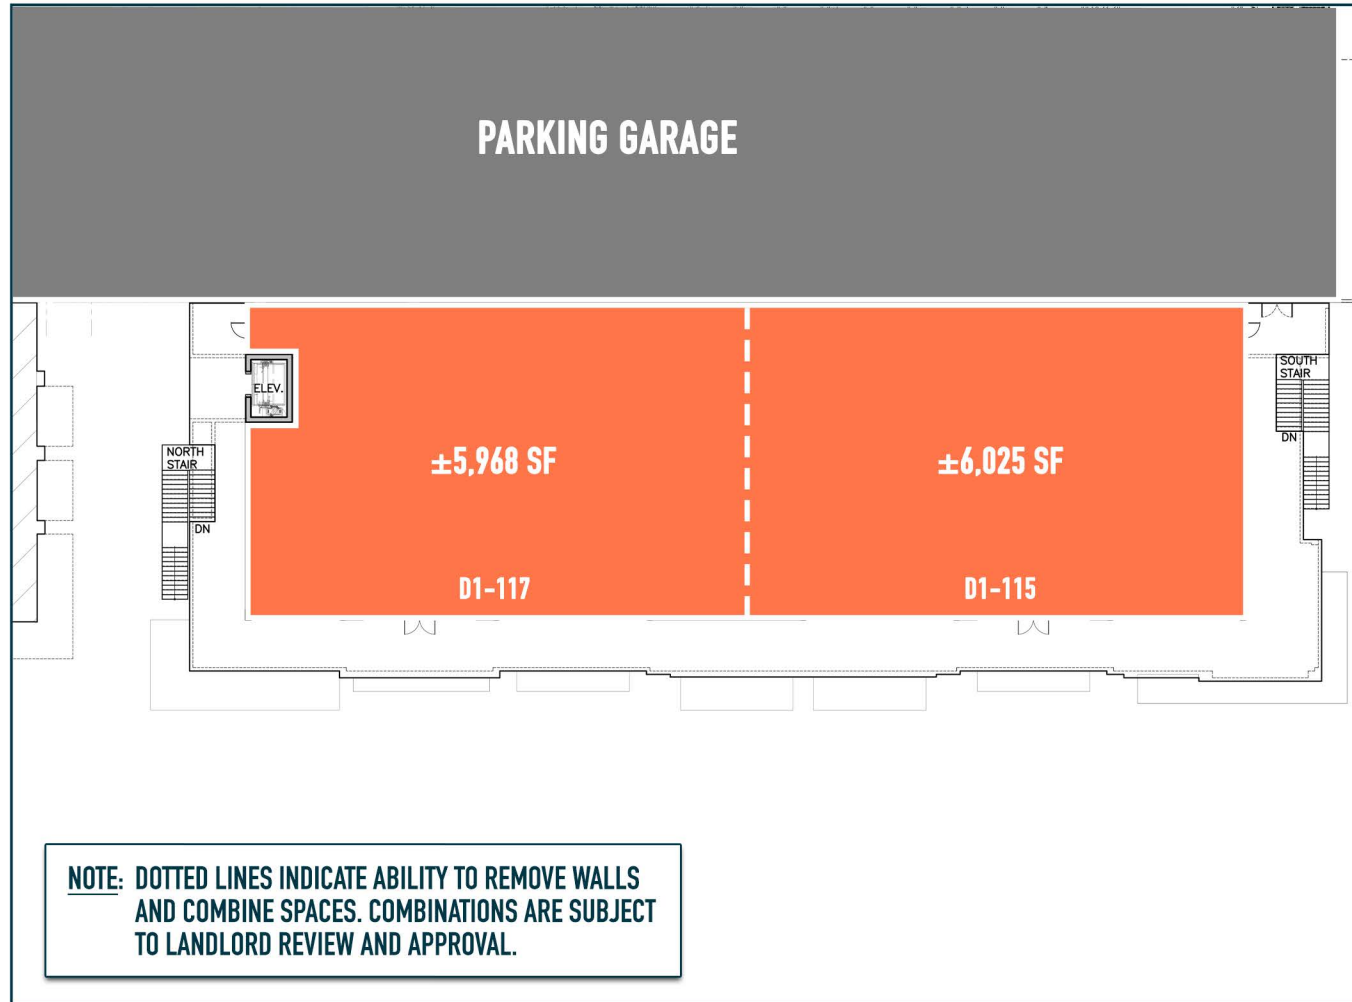 PARKING GARAGE
ELEV.
SOUTH
STAIR
DN
NORTH
STAIR
DN
±5,968 SF
±6,025 SF
D1-117
D1-115
NOTE: DOTTED LINES INDICATE ABILITY TO REMOVE WALLS
AND COMBINE SPACES. COMBINATIONS ARE SUBJECT
TO LANDLORD REVIEW AND APPROVAL.